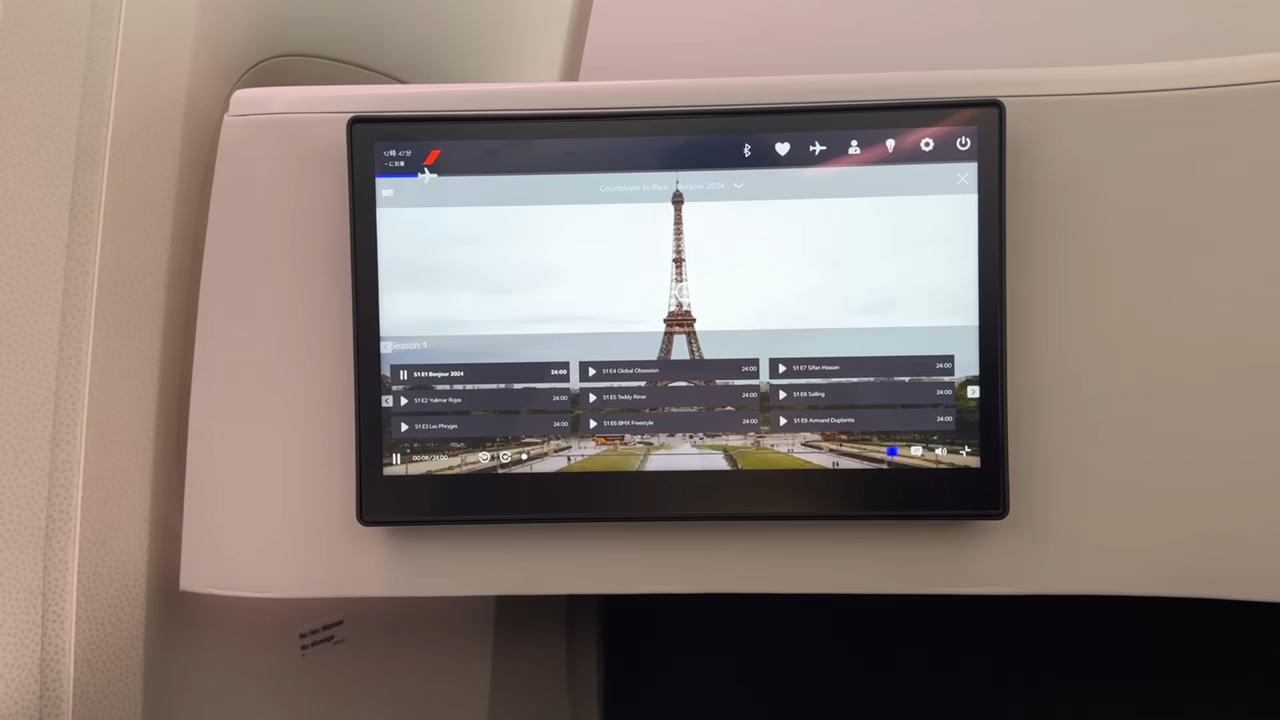 12時 47分
に到着
Countdown to Paris - Bonjour 2024
Season 1
S1 E1 Bonjour 2024 24:00
S1 E2 Yulimar Rojas 24:00
S1 E3 Les Phryges 24:00
S1 E4 Global Obsession 24:00
S1 E5 Teddy Riner 24:00
S1 E6 BMX Freestyle 24:00
S1 E7 Sifan Hassan 24:00
S1 E8 Sailing 24:00
S1 E9 Armand Duplantis 24:00
00:08/24:00
No storage